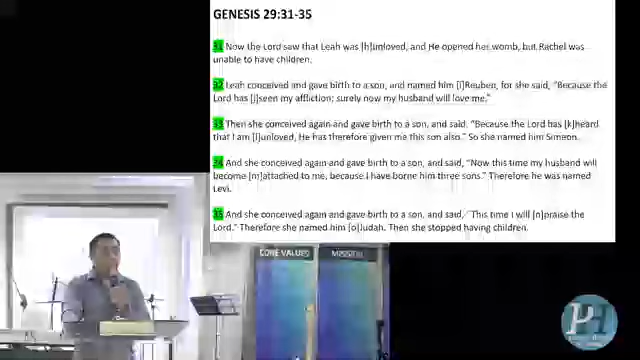 GENESIS 29:31-35
31 Now the Lord saw that Leah was [h]unloved, and He opened her womb, but Rachel was
unable to have children.
32 Leah conceived and gave birth to a son, and named him [i]Reuben, for she said, "Because the
Lord has [j]seen my affliction; surely now my husband will love me."
33 Then she conceived again and gave birth to a son, and said, "Because the Lord has [k]heard
that I am [l]unloved, He has therefore given me this son also." So she named him Simeon.
34 And she conceived again and gave birth to a son, and said, "Now this time my husband will
become [m]attached to me, because I have borne him three sons." Therefore he was named
Levi.
35 And she conceived again and gave birth to a son, and said, "This time I will [n]praise the
Lord." Therefore she named him [o]Judah. Then she stopped having children.
CORE VALUES
MISSION
PH